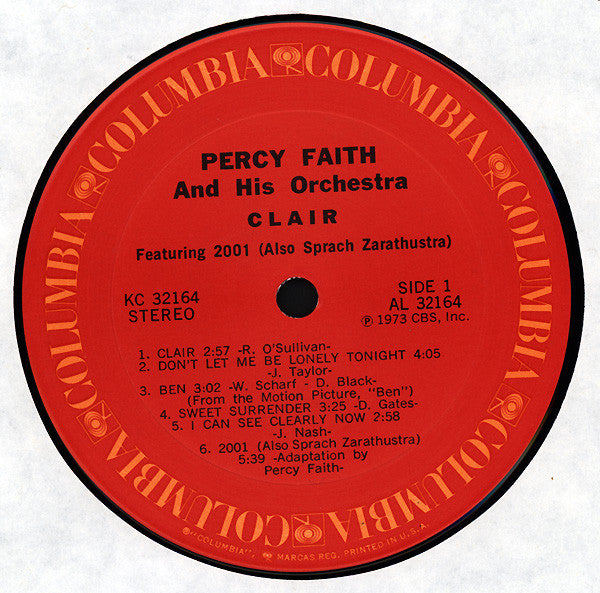 COLUMBIA COLUMBIA COLUMBIA COLUMBIA COLUMBIA COLUMBIA
PERCY FAITH
And His Orchestra
CLAIR
Featuring 2001 (Also Sprach Zarathustra)
KC 32164
STEREO
SIDE 1
AL 32164
Ⓟ 1973 CBS, Inc.
1. CLAIR 2:57 -R. O'Sullivan-
2. DON'T LET ME BE LONELY TONIGHT 4:05
-J. Taylor-
3. BEN 3:02 -W. Scharf - D. Black-
(From the Motion Picture, "Ben")
4. SWEET SURRENDER 3:25 -D. Gates-
5. I CAN SEE CLEARLY NOW 2:58
-J. Nash-
6. 2001 (Also Sprach Zarathustra)
5:39 -Adaptation by
Percy Faith-
®"COLUMBIA", MARCAS REG. PRINTED IN U.S.A.